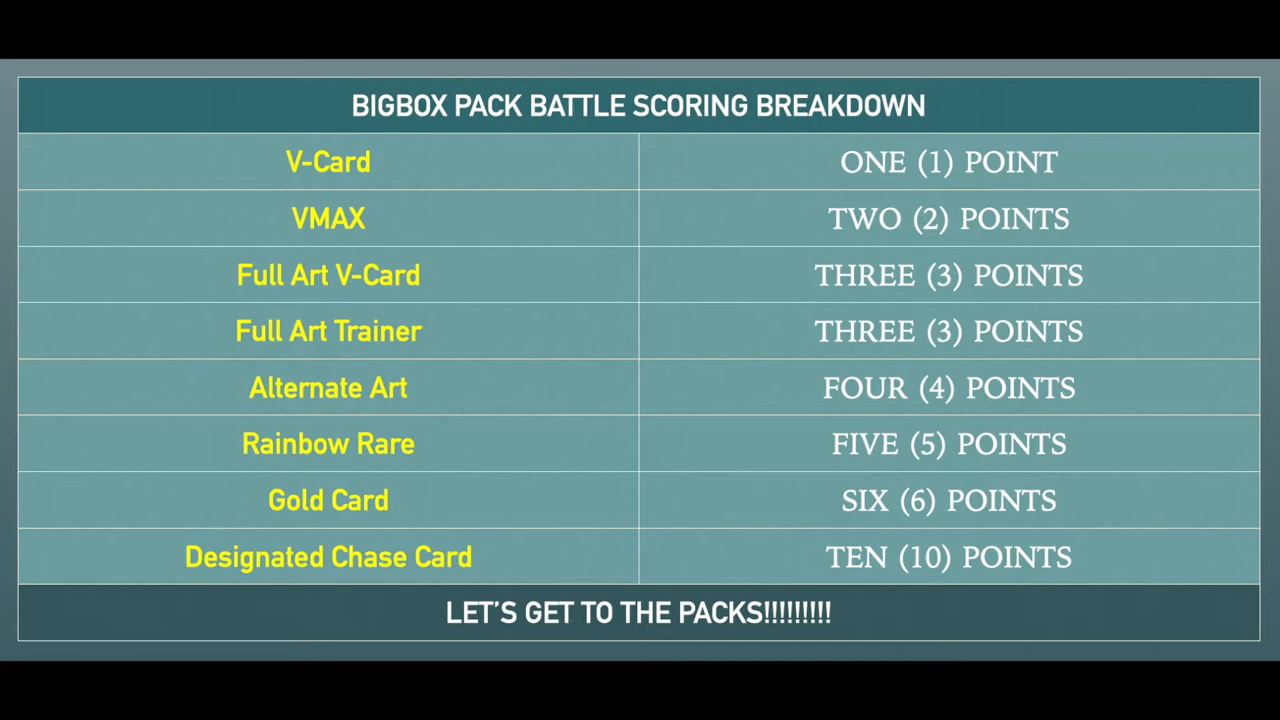 BIGBOX PACK BATTLE SCORING BREAKDOWN
V-Card ONE (1) POINT
VMAX TWO (2) POINTS
Full Art V-Card THREE (3) POINTS
Full Art Trainer THREE (3) POINTS
Alternate Art FOUR (4) POINTS
Rainbow Rare FIVE (5) POINTS
Gold Card SIX (6) POINTS
Designated Chase Card TEN (10) POINTS
LET’S GET TO THE PACKS!!!!!!!!!